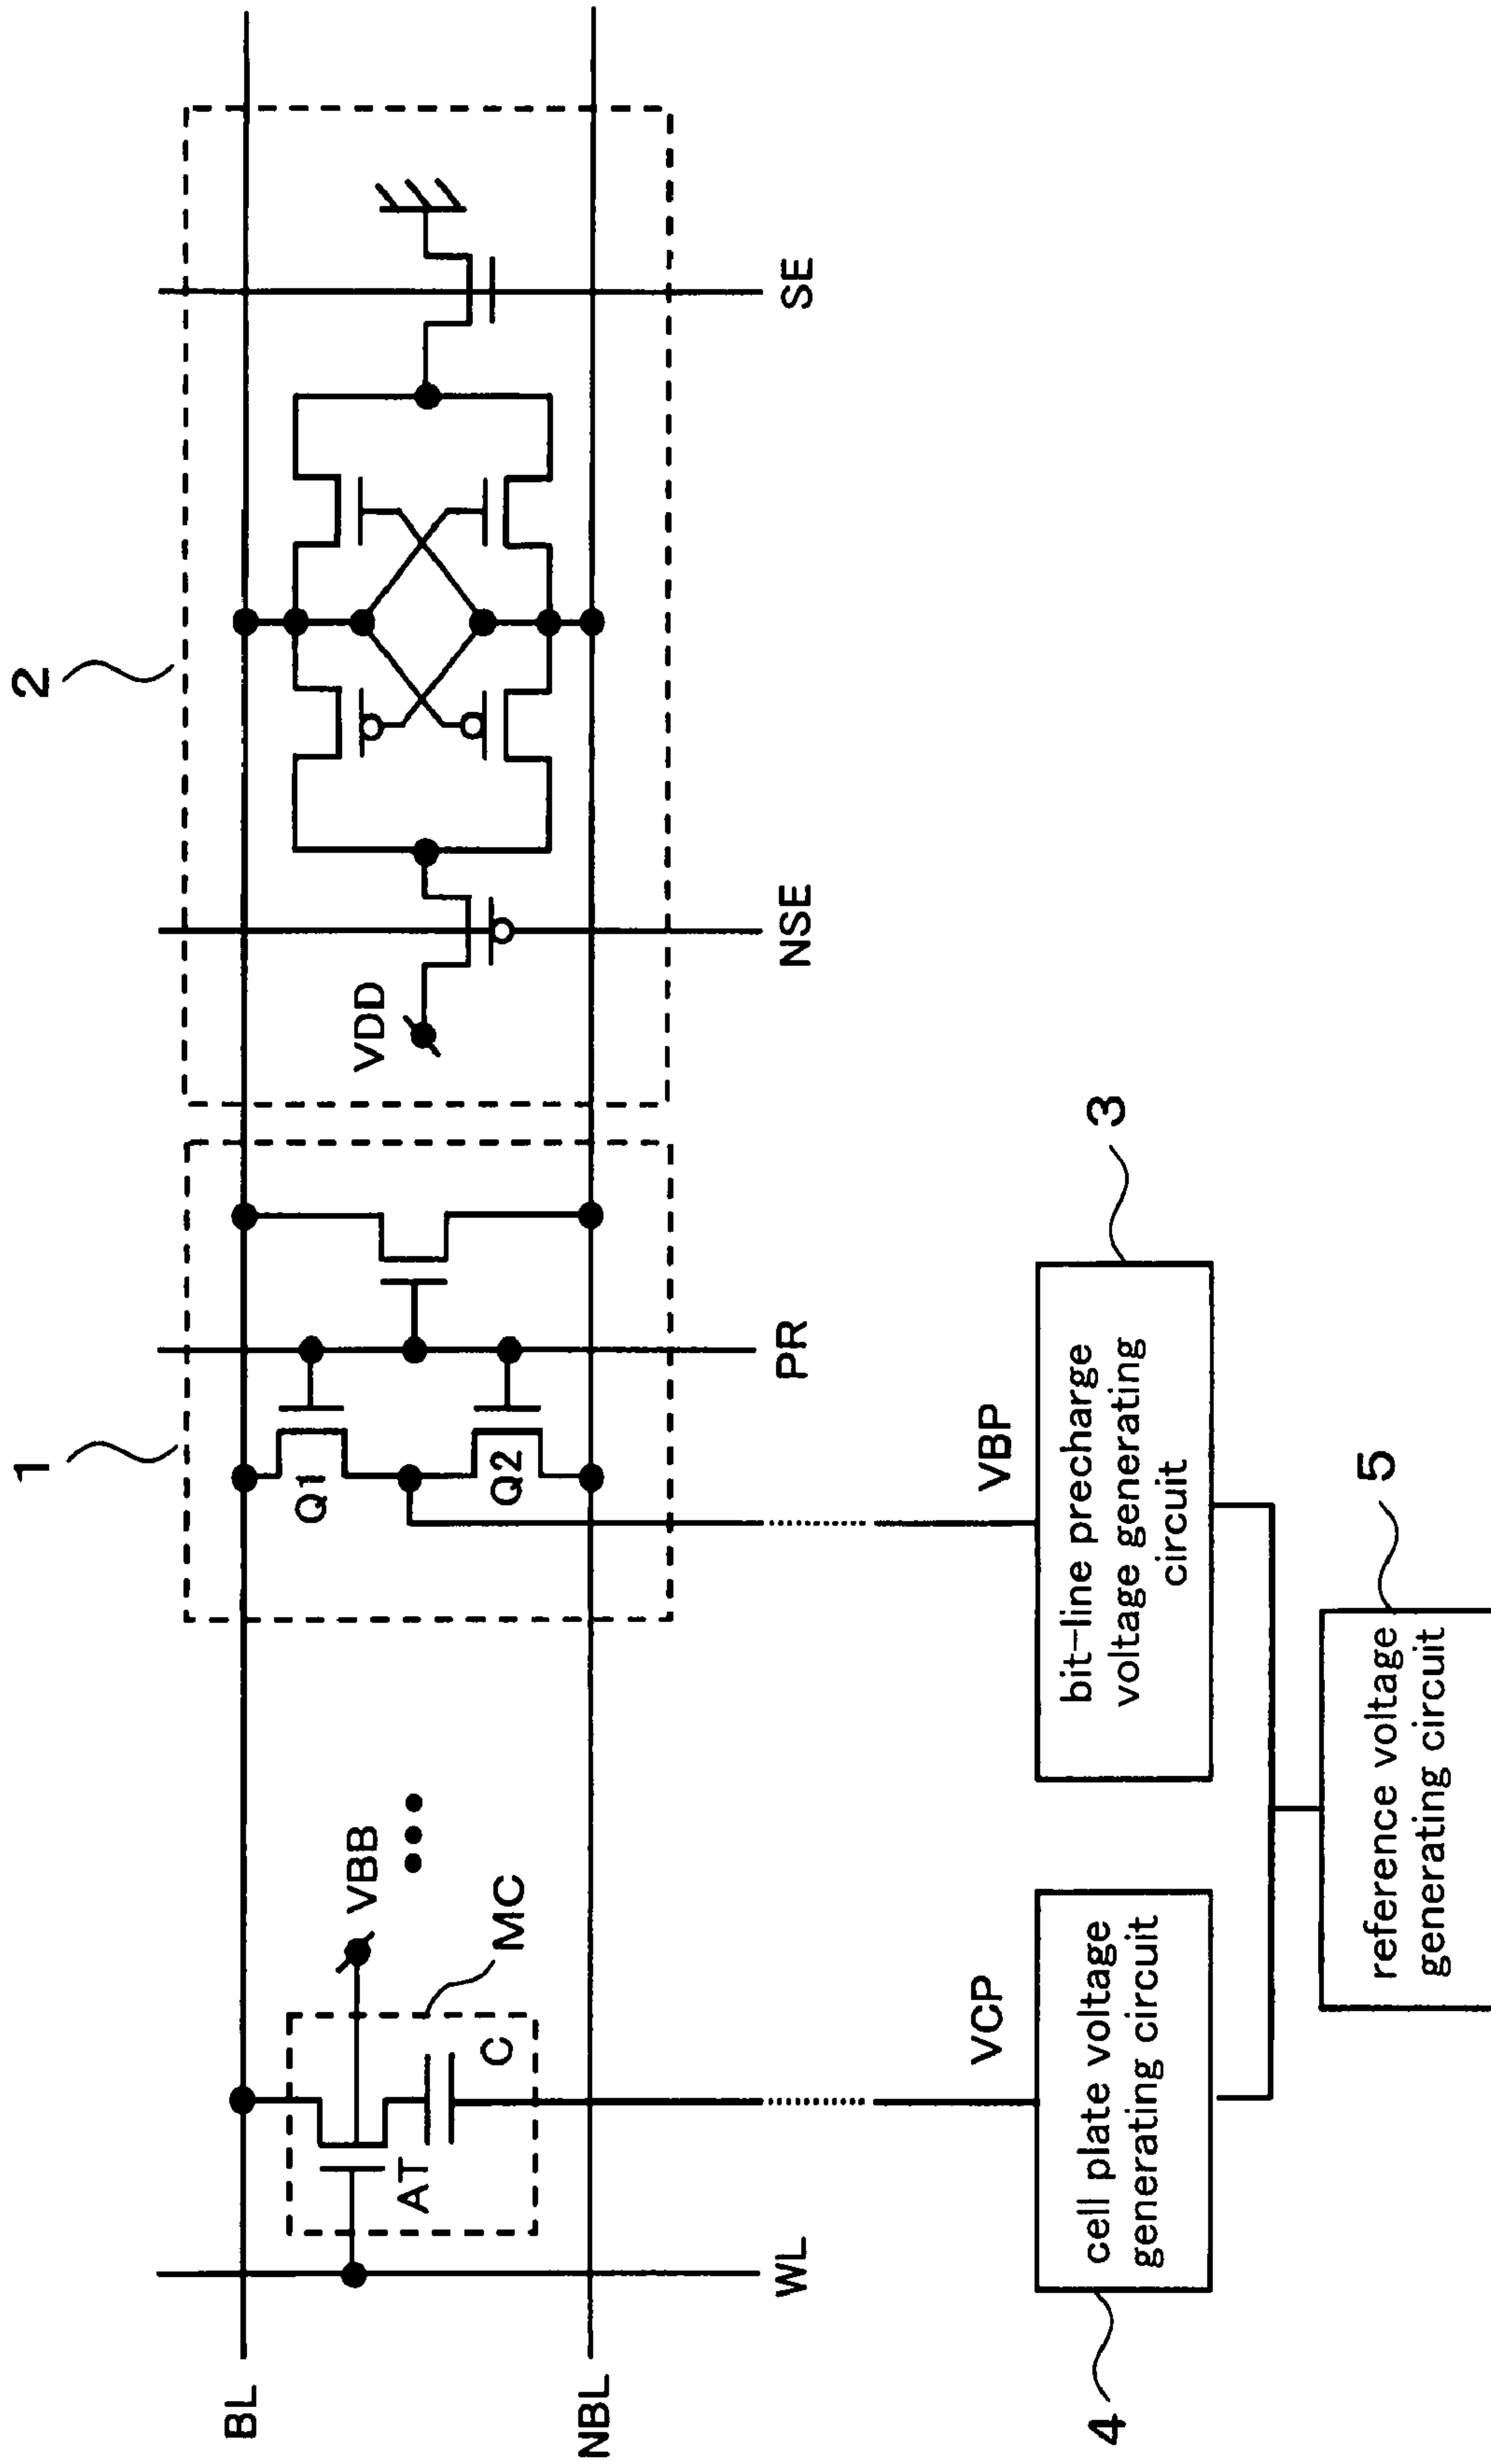 1
2
BL
NBL
WL
AT
C
MC
VBB
Q1
Q2
PR
VDD
NSE
SE
VCP
VBP
4
cell plate voltage
generating circuit
3
bit-line precharge
voltage generating
circuit
5
reference voltage
generating circuit